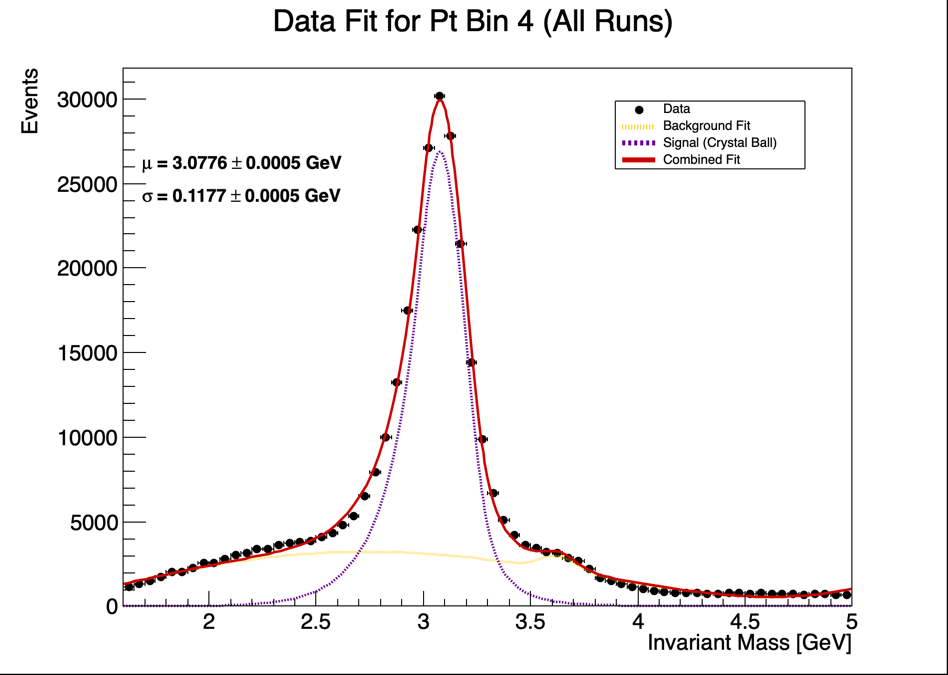 Data Fit for Pt Bin 4 (All Runs)
Events
30000
25000
20000
15000
10000
5000
0
μ = 3.0776 ± 0.0005 GeV
σ = 0.1177 ± 0.0005 GeV
Data
Background Fit
Signal (Crystal Ball)
Combined Fit
2 2.5 3 3.5 4 4.5 5
Invariant Mass [GeV]